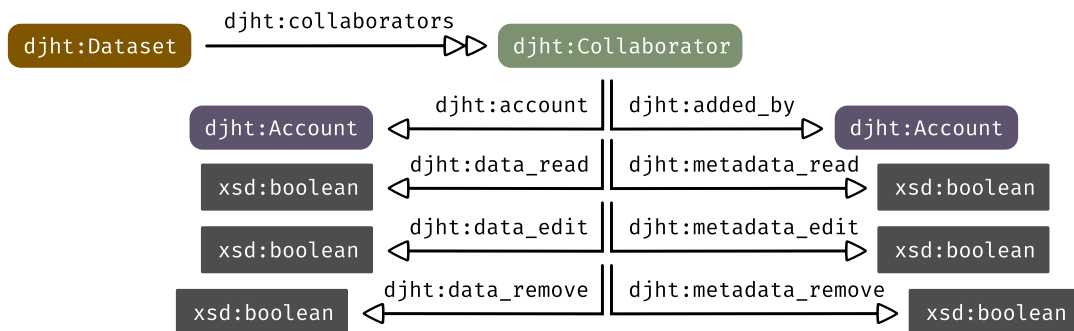 djht:collaborators
djht:Dataset djht:Collaborator
djht:account djht:added_by
djht:Account djht:Account
djht:data_read djht:metadata_read
xsd:boolean xsd:boolean
djht:data_edit djht:metadata_edit
xsd:boolean xsd:boolean
djht:data_remove djht:metadata_remove
xsd:boolean xsd:boolean